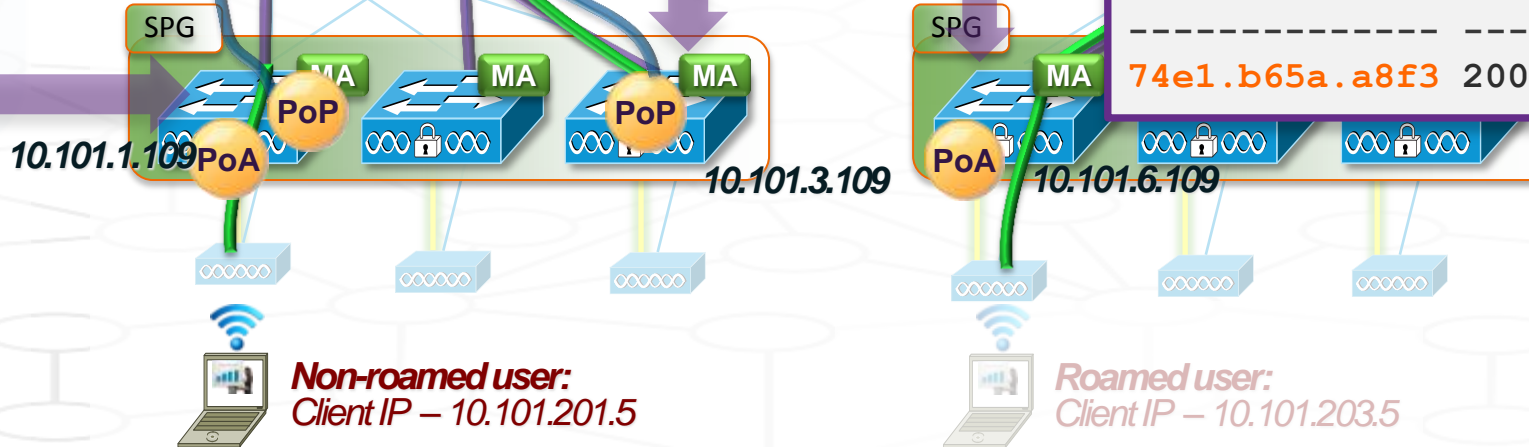 SPG
MA
PoP
PoA
10.101.1.109
MA
MA
PoP
10.101.3.109
SPG
MA
PoA
10.101.6.109
-------------- ---
74e1.b65a.a8f3 200
Non-roamed user:
Client IP – 10.101.201.5
Roamed user:
Client IP – 10.101.203.5